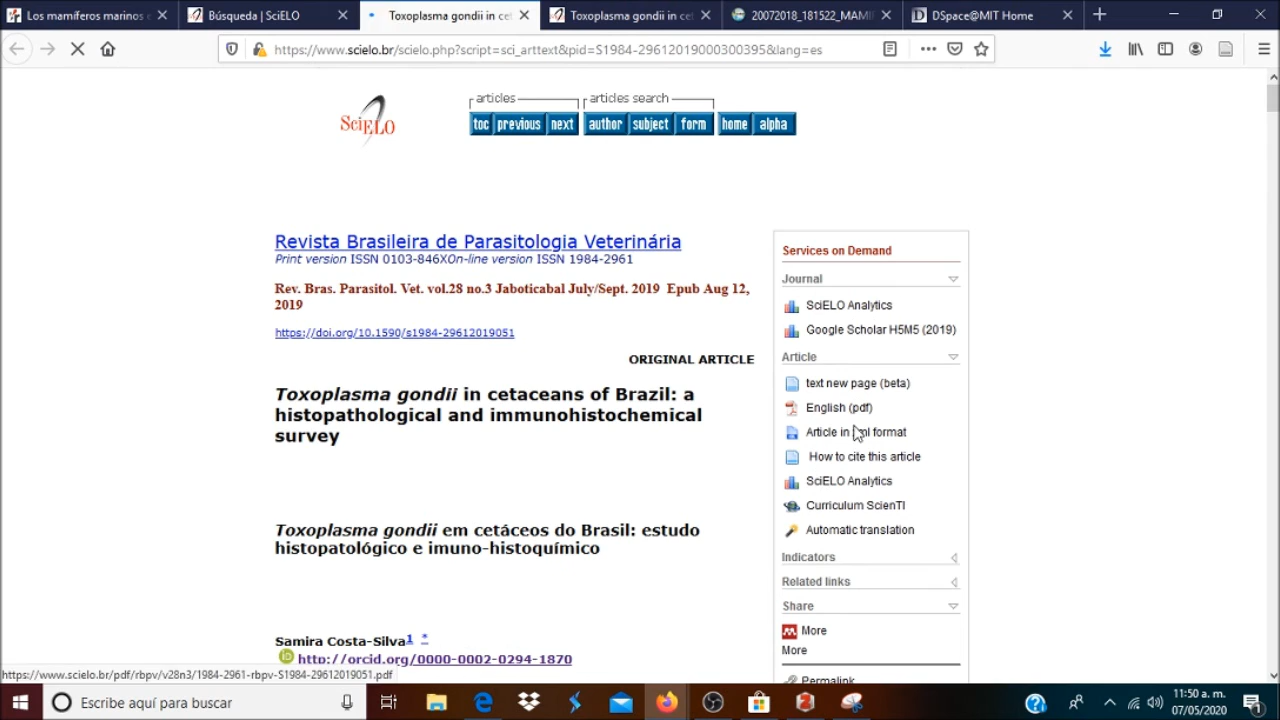 Los mamíferos marinos
Búsqueda | SciELO
Toxoplasma gondii in cet
Toxoplasma gondii in cet
20072018_181522_MAMI
DSpace@MIT Home
https://www.scielo.br/scielo.php?script=sci_arttext&pid=S1984-29612019000300395&lang=es
articles
articles search
SciELO
toc previous next author subject form home alpha
Revista Brasileira de Parasitologia Veterinária
Print version ISSN 0103-846XOn-line version ISSN 1984-2961
Rev. Bras. Parasitol. Vet. vol.28 no.3 Jaboticabal July/Sept. 2019 Epub Aug 12,
2019
https://doi.org/10.1590/s1984-29612019051
ORIGINAL ARTICLE
Toxoplasma gondii in cetaceans of Brazil: a
histopathological and immunohistochemical
survey
Toxoplasma gondii em cetáceos do Brasil: estudo
histopatológico e imuno-histoquímico
Samira Costa-Silva1 *
iD http://orcid.org/0000-0002-0294-1870
Services on Demand
Journal
SciELO Analytics
Google Scholar H5M5 (2019)
Article
text new page (beta)
English (pdf)
Article in xml format
How to cite this article
SciELO Analytics
Curriculum ScienTI
Automatic translation
Indicators
Related links
Share
More
More
Permalink
https://www.scielo.br/pdf/rbpv/v28n3/1984-2961-rbpv-S1984-29612019051.pdf
Escribe aquí para buscar
11:50 a. m.
07/05/2020
1